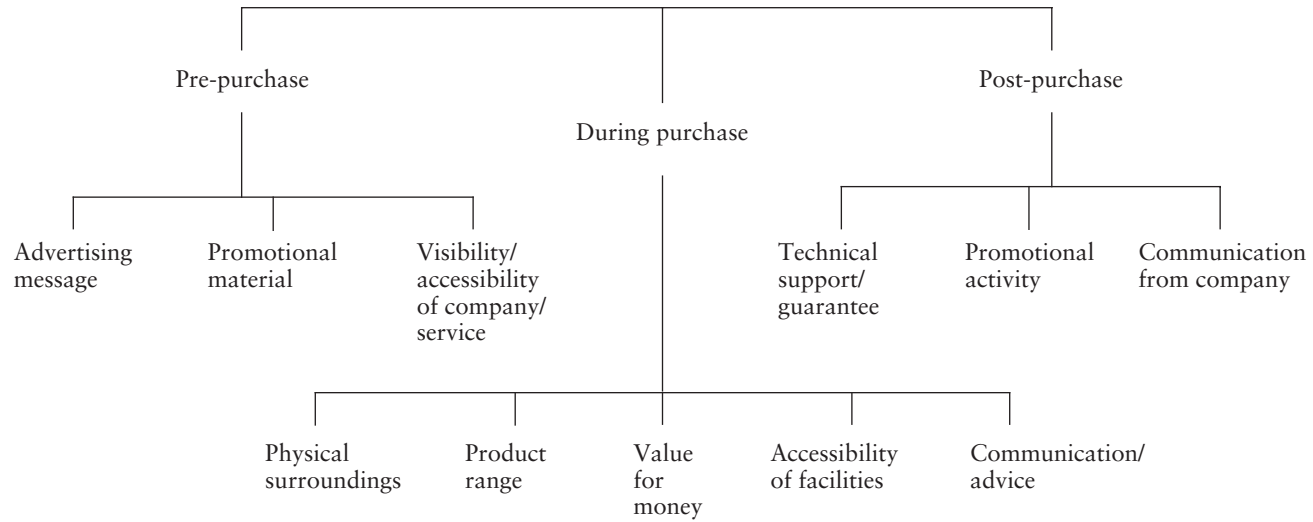 Pre-purchase
Post-purchase
During purchase
Advertising
message
Promotional
material
Visibility/
accessibility
of company/
service
Technical
support/
guarantee
Promotional
activity
Communication
from company
Physical
surroundings
Product
range
Value
for
money
Accessibility
of facilities
Communication/
advice